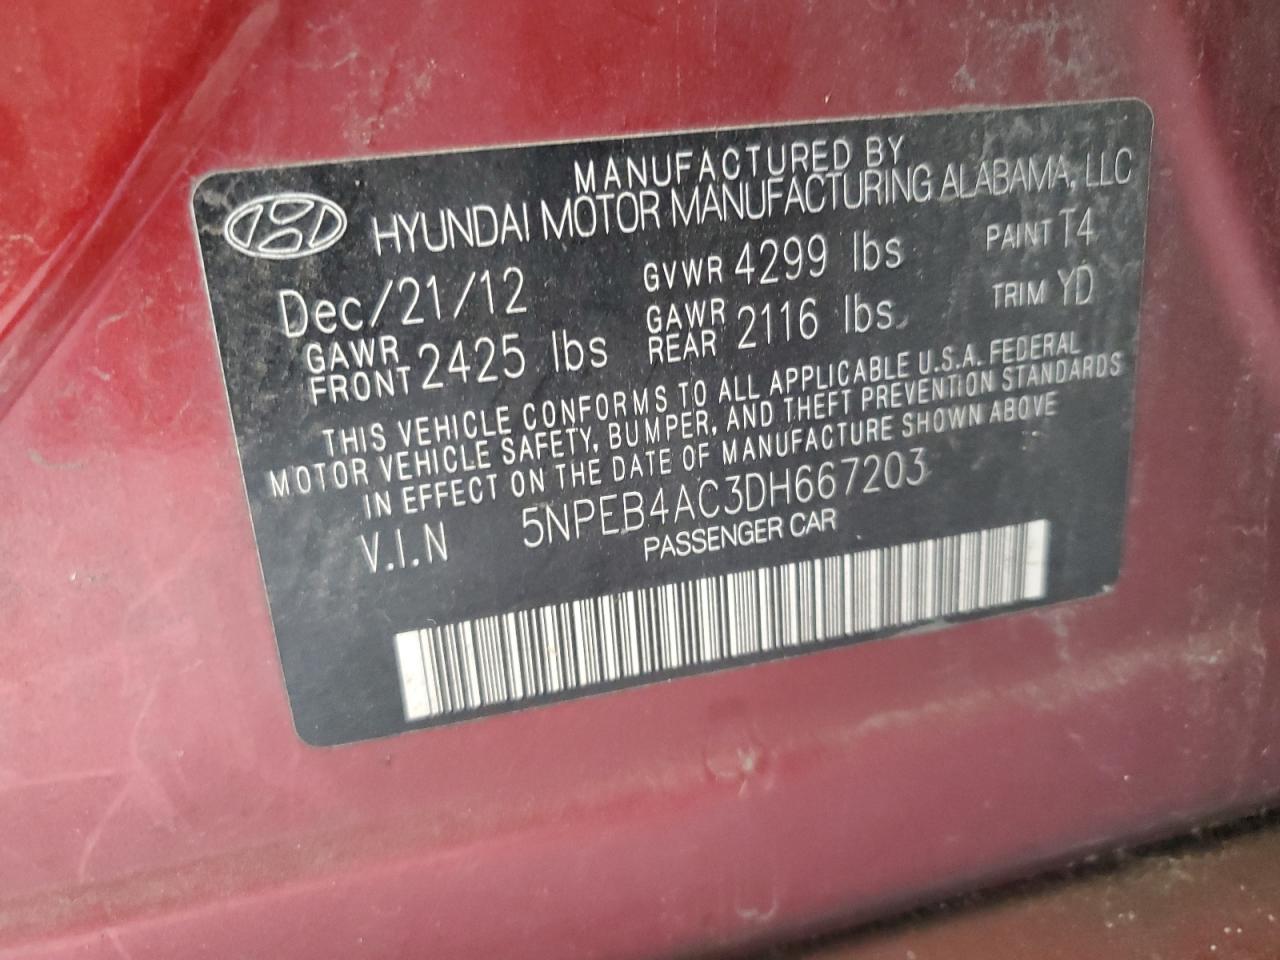 MANUFACTURED BY
HYUNDAI MOTOR MANUFACTURING ALABAMA, LLC
Dec/21/12 GVWR 4299 lbs PAINT T4
GAWR FRONT 2425 lbs GAWR REAR 2116 lbs TRIM YD
THIS VEHICLE CONFORMS TO ALL APPLICABLE U.S.A. FEDERAL
MOTOR VEHICLE SAFETY, BUMPER, AND THEFT PREVENTION STANDARDS
IN EFFECT ON THE DATE OF MANUFACTURE SHOWN ABOVE
V.I.N 5NPEB4AC3DH667203
PASSENGER CAR